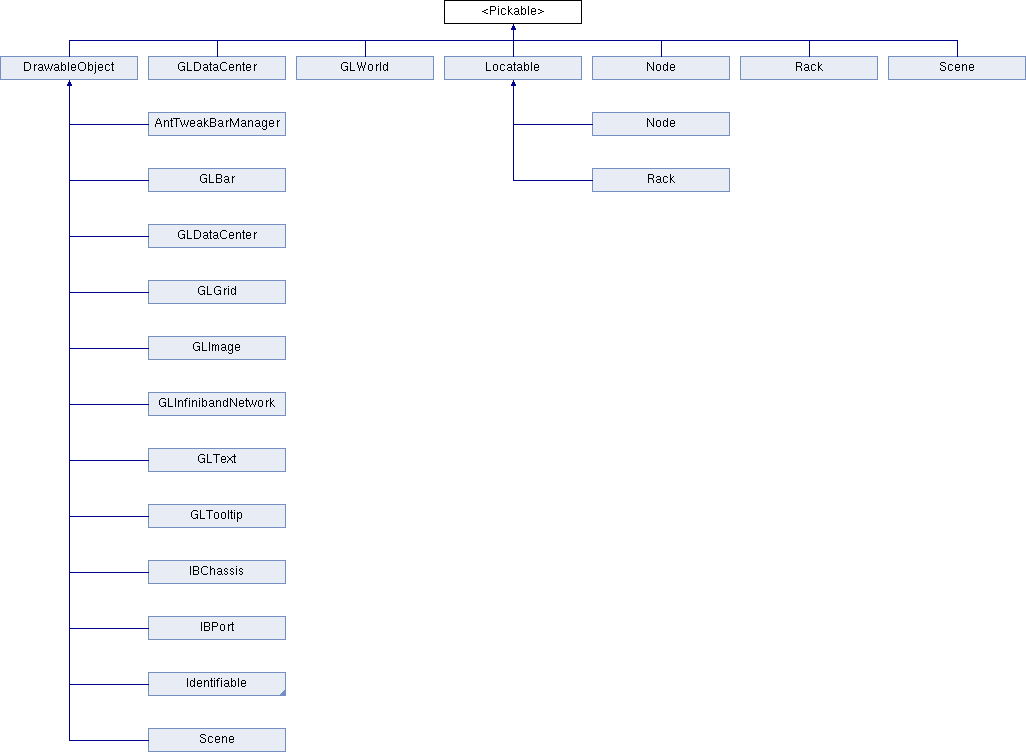 <Pickable>
DrawableObject
GLDataCenter
GLWorld
Locatable
Node
Rack
Scene
AntTweakBarManager
Node
GLBar
Rack
GLDataCenter
GLGrid
GLImage
GLInfinibandNetwork
GLText
GLTooltip
IBChassis
IBPort
Identifiable
Scene